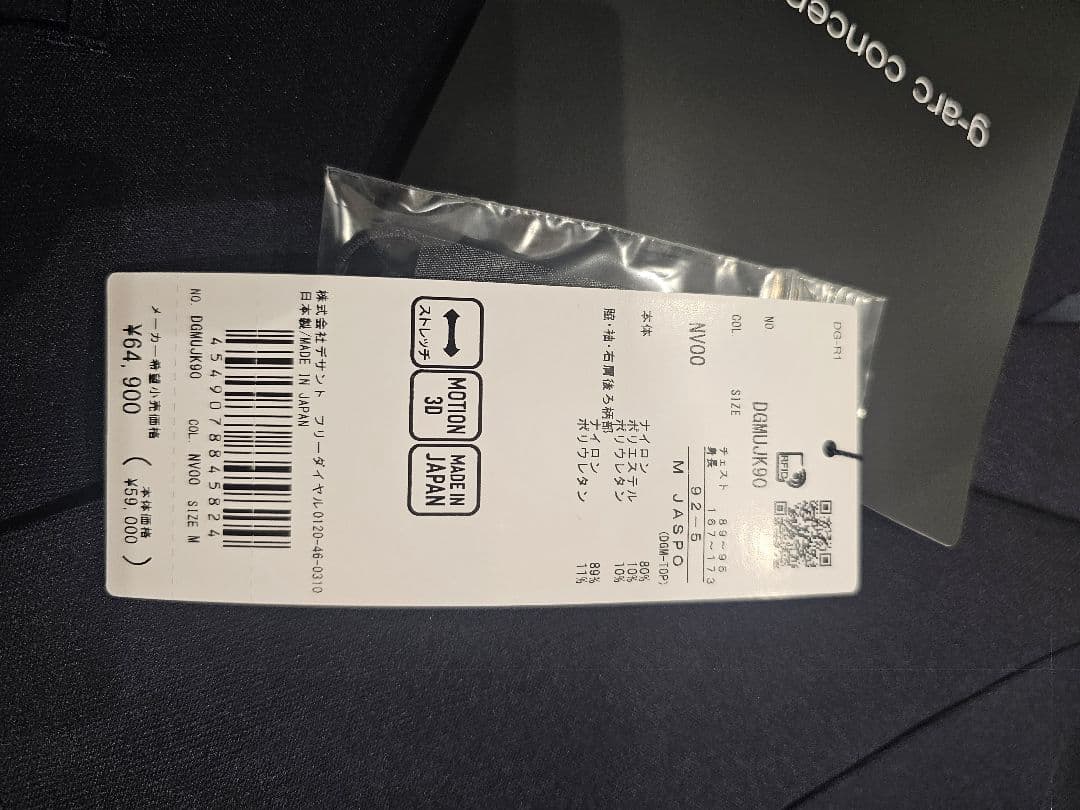 g-arc concep
DG-R1
NO DGMUJK90
RFID
COL SIZE
NV00
チェスト 89~95
身長 167~173
92-5
M JASPO
(DGM-TOP)
本体 ナイロン 80%
ポリエステル 10%
ポリウレタン 10%
脇・袖・右肩後ろ柄部
ナイロン 89%
ポリウレタン 11%
ストレッチ
MOTION 3D
MADE IN JAPAN
株式会社デサント フリーダイヤル0120-46-0310
日本製/MADE IN JAPAN
4549078845824
NO. DGMUJK90 COL. NV00 SIZE M
メーカー希望小売価格 (本体価格
¥64,900 ¥59,000)